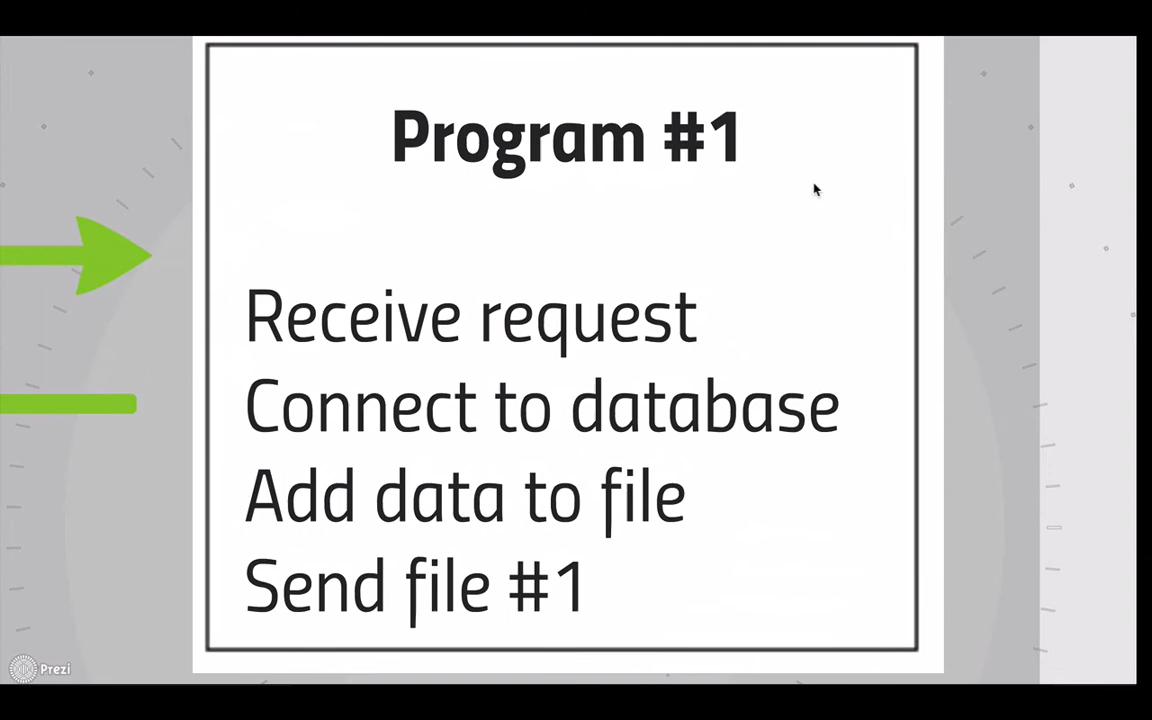 Program #1
Receive request
Connect to database
Add data to file
Send file #1
Prezi